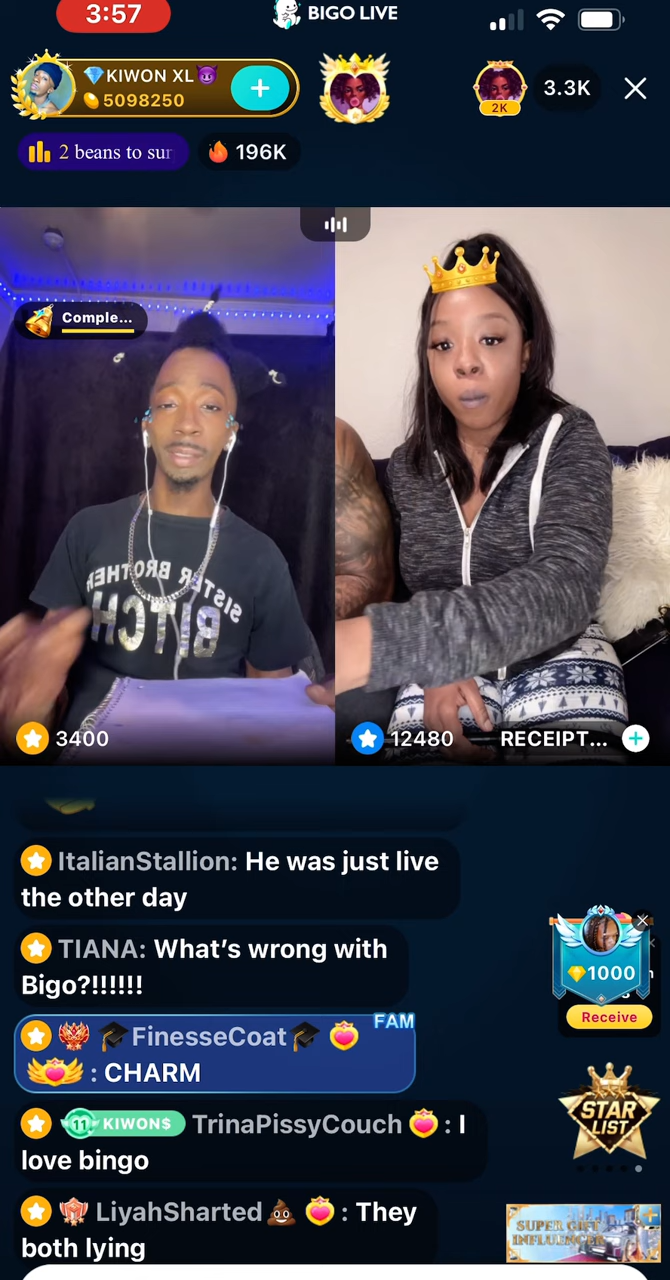 3:57
BIGO LIVE
💎KIWON XL😈
5098250
2K
3.3K
2 beans to sur
196K
Comple...
SISTER BROTHER
BITCH
3400
12480
RECEIPT...
ItalianStallion: He was just live
the other day
TIANA: What’s wrong with
Bigo?!!!!!!
FAM
🎓FinesseCoat🎓
: CHARM
11 KIWON$ TrinaPissyCouch : I
love bingo
LiyahSharted💩 : They
both lying
1000
Receive
STAR
LIST
SUPER GIFT
INFLUENCER